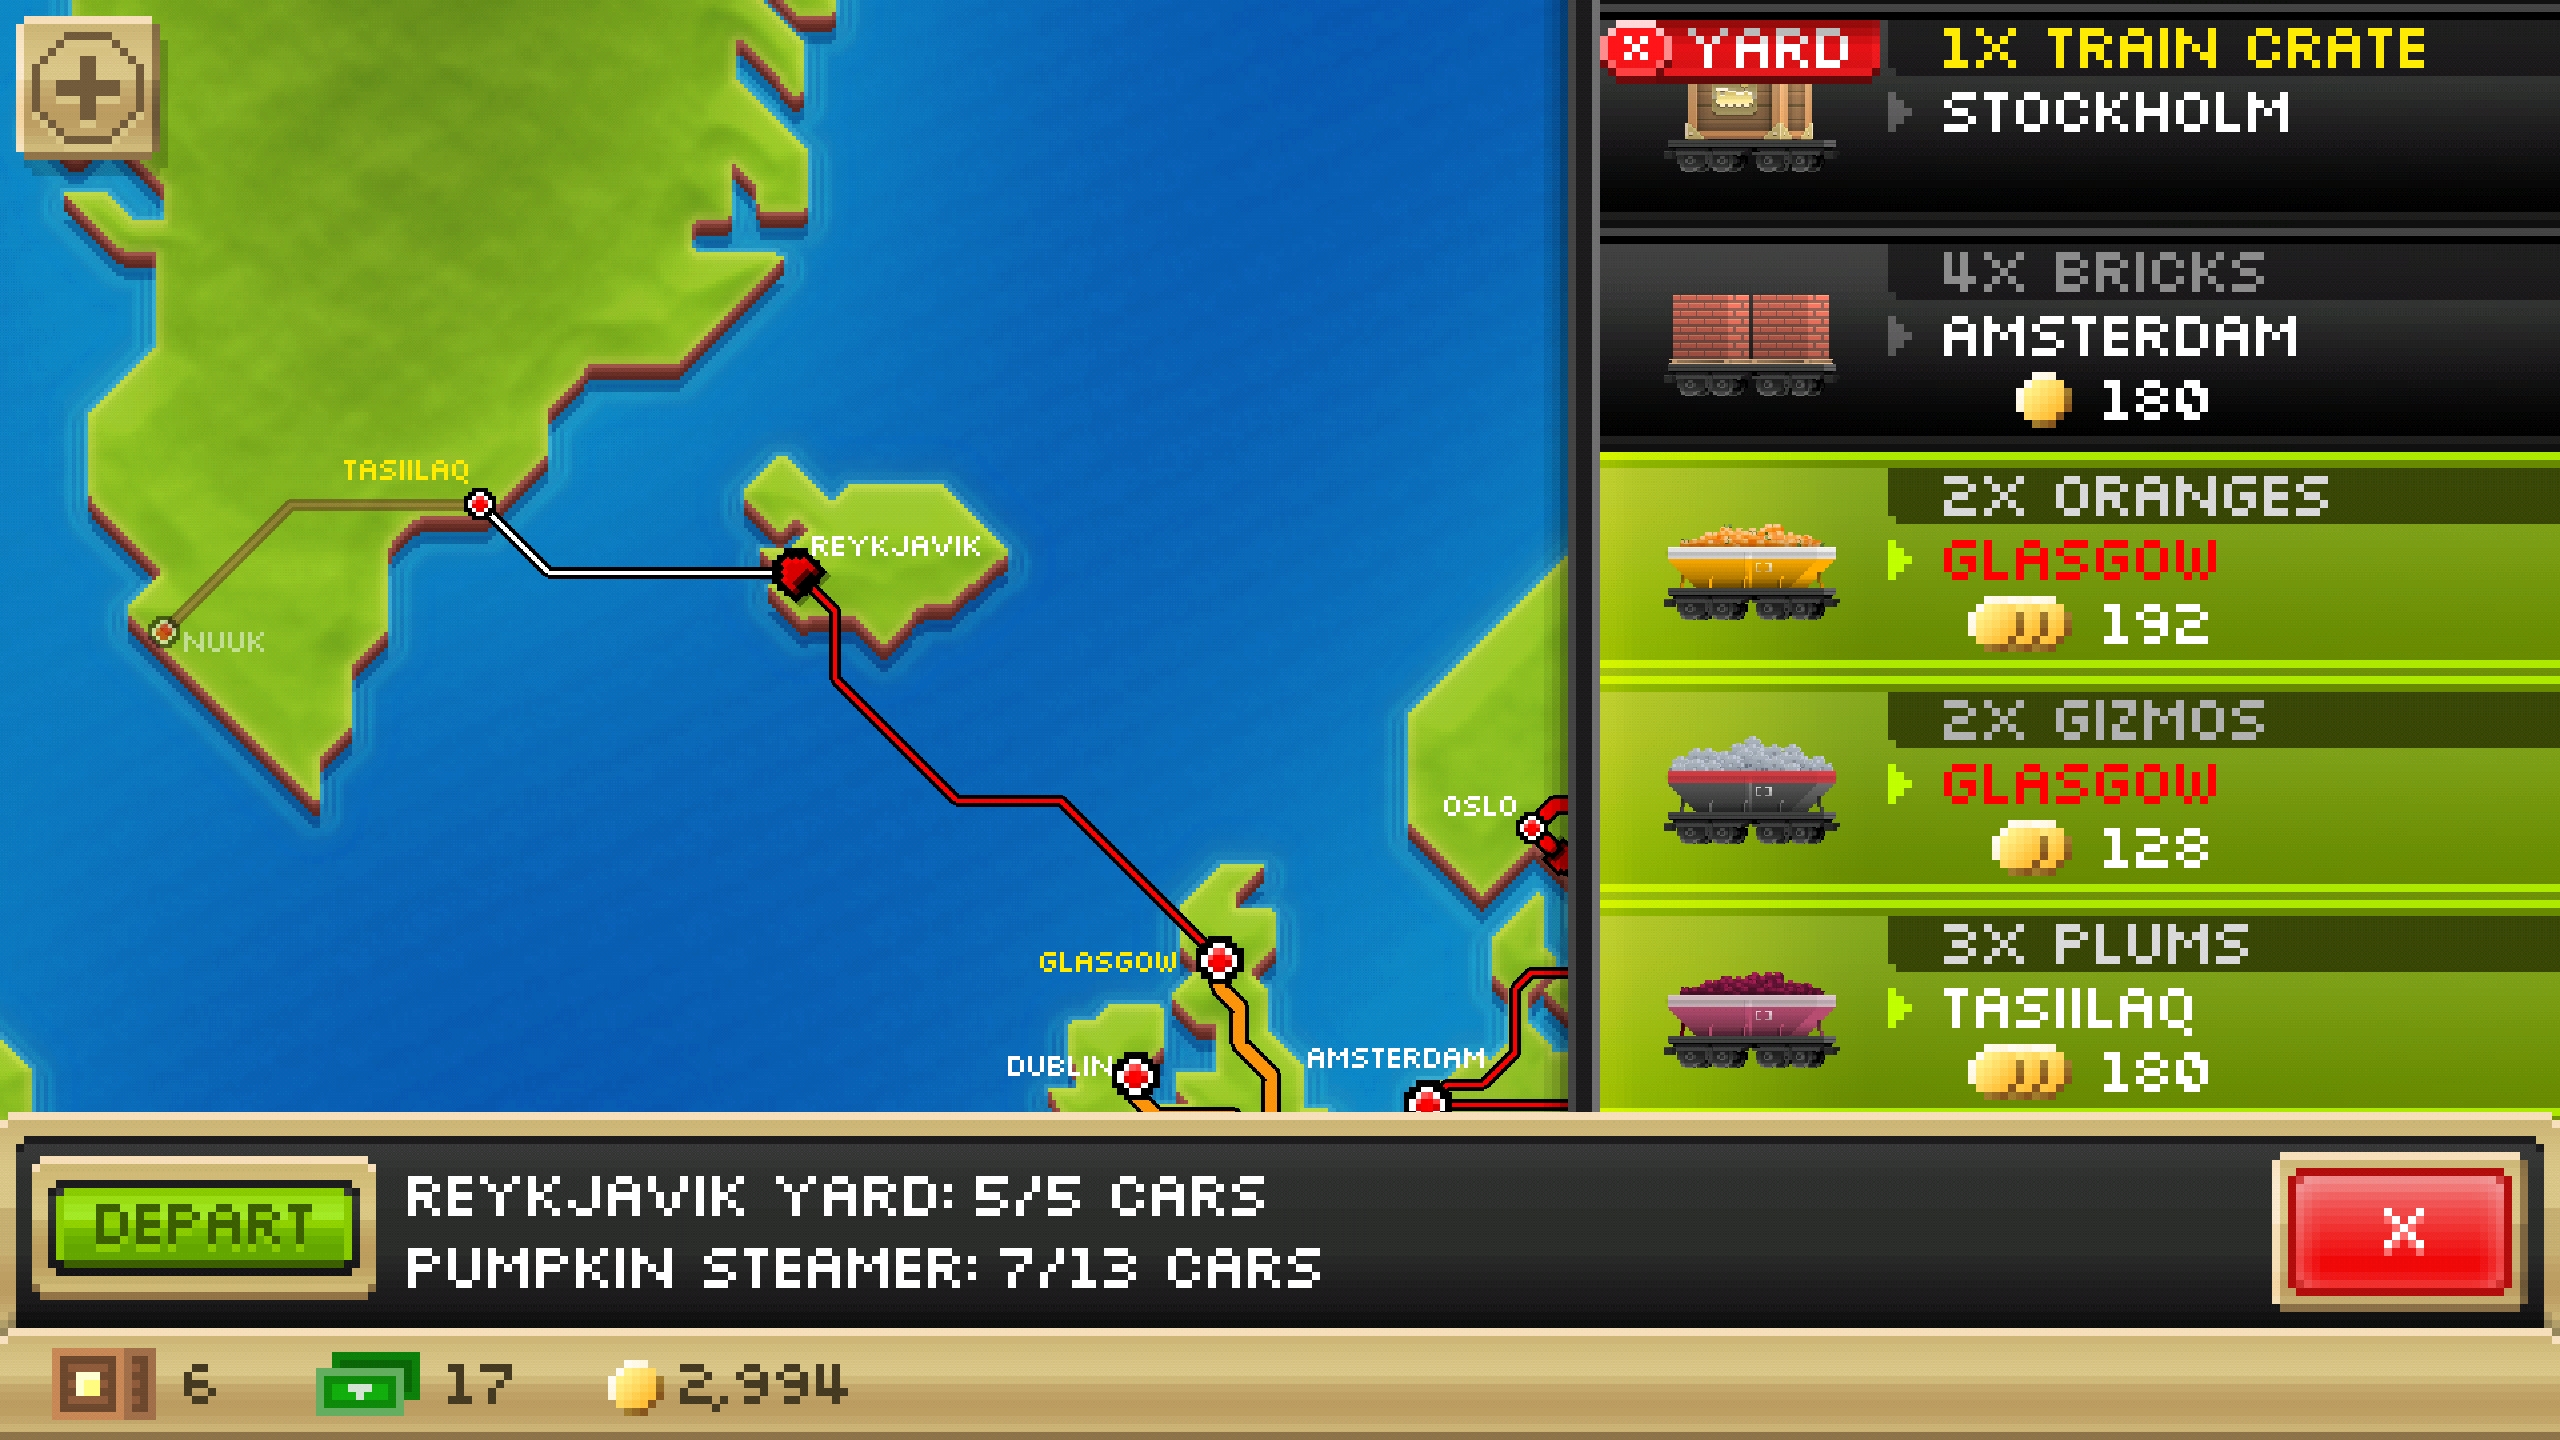 YARD
1X TRAIN CRATE
STOCKHOLM
4X BRICKS
AMSTERDAM
180
2X ORANGES
GLASGOW
192
2X GIZMOS
GLASGOW
128
3X PLUMS
TASIILAQ
180
TASIILAQ
REYKJAVIK
NUUK
OSLO
GLASGOW
DUBLIN
AMSTERDAM
DEPART
REYKJAVIK YARD: 5/5 CARS
PUMPKIN STEAMER: 7/13 CARS
X
6
17
2,994